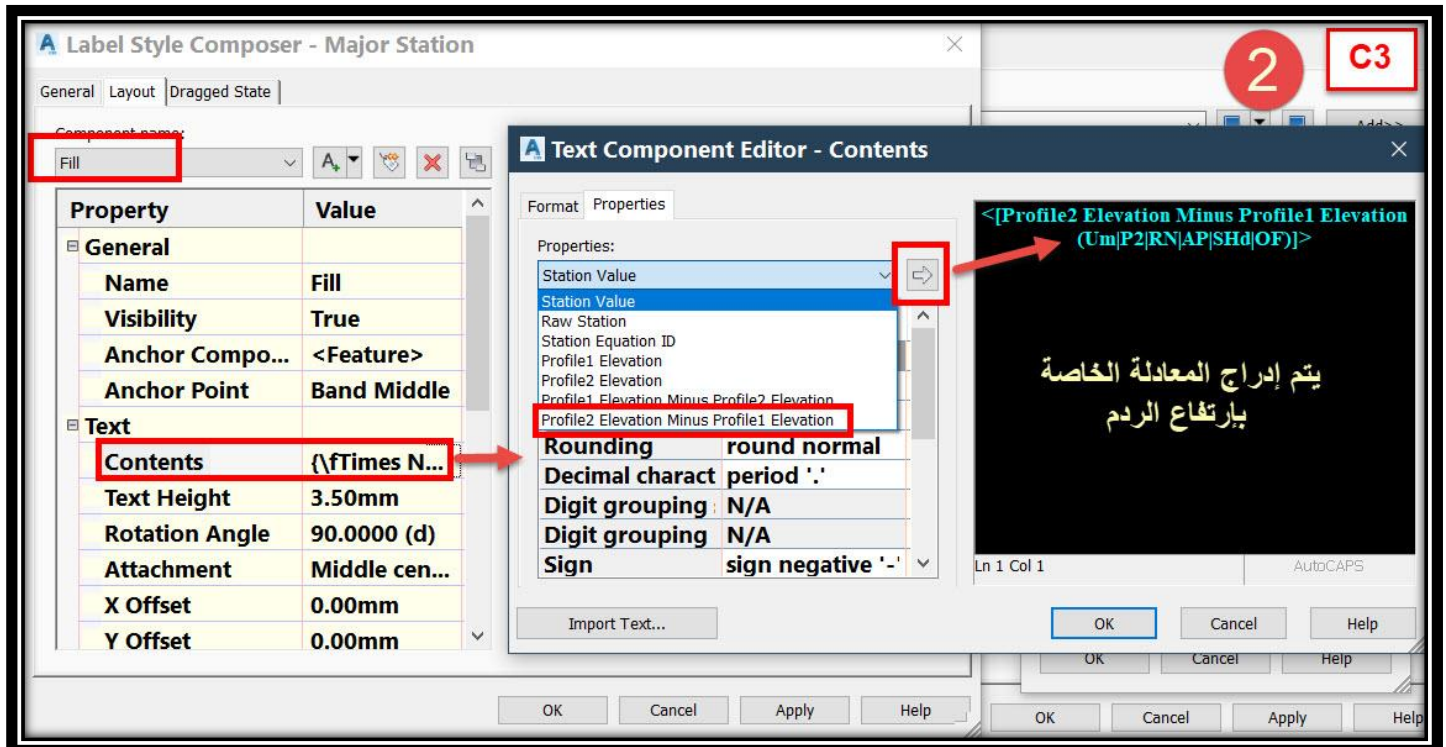 Label Style Composer - Major Station
2
C3
General Layout Dragged State
Component name:
Fill
Add>>
Property Value
General
Name Fill
Visibility True
Anchor Compo... <Feature>
Anchor Point Band Middle
Text
Contents {\fTimes N...
Text Height 3.50mm
Rotation Angle 90.0000 (d)
Attachment Middle cen...
X Offset 0.00mm
Y Offset 0.00mm
OK Cancel Apply Help
Text Component Editor - Contents
Format Properties
Properties:
Station Value
Station Value
Raw Station
Station Equation ID
Profile1 Elevation
Profile2 Elevation
Profile1 Elevation Minus Profile2 Elevation
Profile2 Elevation Minus Profile1 Elevation
Rounding round normal
Decimal charact period '.'
Digit grouping : N/A
Digit grouping N/A
Sign sign negative '-'
Import Text...
<[Profile2 Elevation Minus Profile1 Elevation
(Um|P2|RN|AP|SHd|OF)]>
يتم إدراج المعادلة الخاصة
بإرتفاع الردم
Ln 1 Col 1 AutoCAPS
OK Cancel Help
OK Cancel Help
OK Cancel Apply Help